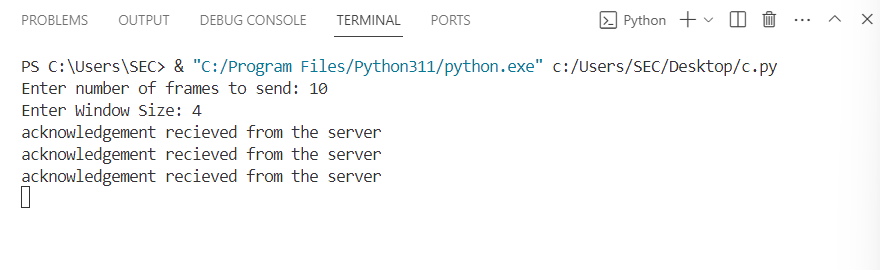 PROBLEMS OUTPUT DEBUG CONSOLE TERMINAL PORTS Python
PS C:\Users\SEC> & "C:/Program Files/Python311/python.exe" c:/Users/SEC/Desktop/c.py
Enter number of frames to send: 10
Enter Window Size: 4
acknowledgement recieved from the server
acknowledgement recieved from the server
acknowledgement recieved from the server